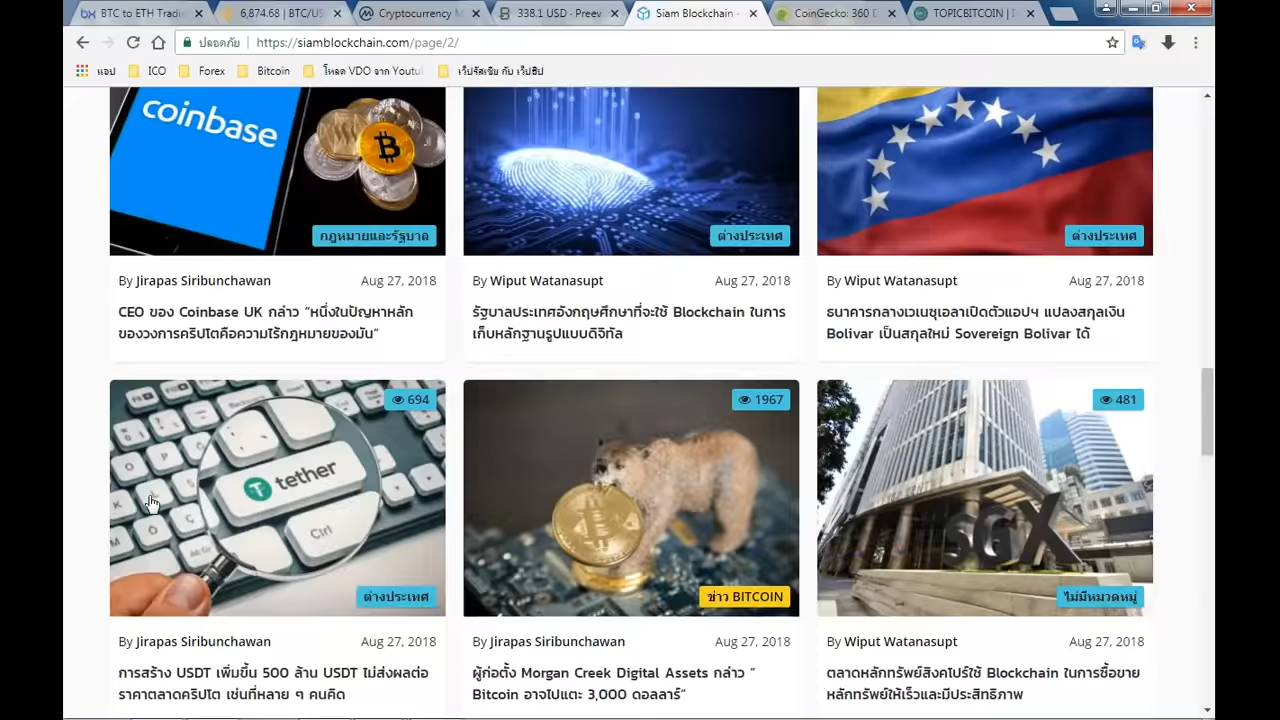 BTC to ETH Tradi
6,874.68 | BTC/US
Cryptocurrency M
338.1 USD - Preev
Siam Blockchain -
CoinGecko: 360 D
TOPICBITCOIN | เ
ปลอดภัย | https://siamblockchain.com/page/2/
แอป ICO Forex Bitcoin โหลด VDO จาก Youtu เว็ปรัสเซีย กับ เว็ปชิป
coinbase
กฎหมายและรัฐบาล
ต่างประเทศ
ต่างประเทศ
By Jirapas Siribunchawan Aug 27, 2018
By Wiput Watanasupt Aug 27, 2018
By Wiput Watanasupt Aug 27, 2018
CEO ของ Coinbase UK กล่าว “หนึ่งในปัญหาหลัก
ของวงการคริปโตคือความไร้กฎหมายของมัน”
รัฐบาลประเทศอังกฤษศึกษาที่จะใช้ Blockchain ในการ
เก็บหลักฐานรูปแบบดิจิทัล
ธนาคารกลางเวเนซุเอลาเปิดตัวแอปฯ แปลงสกุลเงิน
Bolivar เป็นสกุลใหม่ Sovereign Bolivar ได้
694
1967
481
tether
Ctrl
SGX
ต่างประเทศ
ข่าว BITCOIN
ไม่มีหมวดหมู่
By Jirapas Siribunchawan Aug 27, 2018
By Jirapas Siribunchawan Aug 27, 2018
By Wiput Watanasupt Aug 27, 2018
การสร้าง USDT เพิ่มขึ้น 500 ล้าน USDT ไม่ส่งผลต่อ
ราคาตลาดคริปโต เช่นที่หลาย ๆ คนคิด
ผู้ก่อตั้ง Morgan Creek Digital Assets กล่าว “
Bitcoin อาจไปแตะ 3,000 ดอลลาร์”
ตลาดหลักทรัพย์สิงคโปร์ใช้ Blockchain ในการซื้อขาย
หลักทรัพย์ให้เร็วและมีประสิทธิภาพ